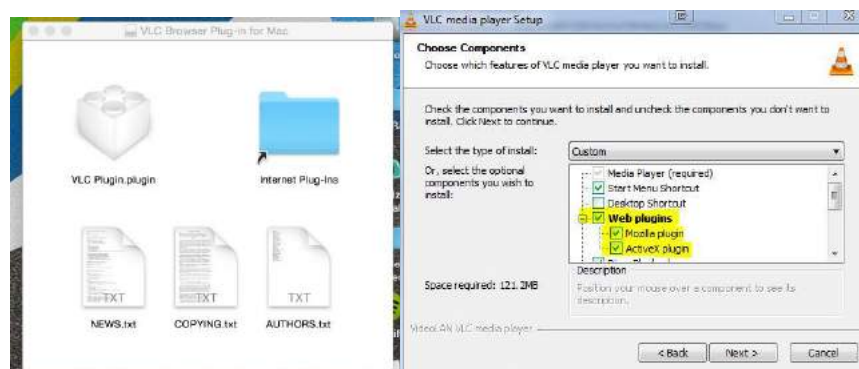 VLC Browser Plug-in for Mac
VLC Plugin.plugin
Internet Plug-Ins
TXT
TXT
TXT
NEWS.txt
COPYING.txt
AUTHORS.txt
VLC media player Setup
Choose Components
Choose which features of VLC media player you want to install.
Check the components you want to install and uncheck the components you don't want to
install. Click Next to continue.
Select the type of install:
Custom
Or, select the optional
components you wish to
install:
Media Player (required)
Start Menu Shortcut
Desktop Shortcut
Web plugins
Mozilla plugin
ActiveX plugin
Space required: 121.2MB
Description
Position your mouse over a component to see its
description.
VideoLAN VLC media player
< Back
Next >
Cancel